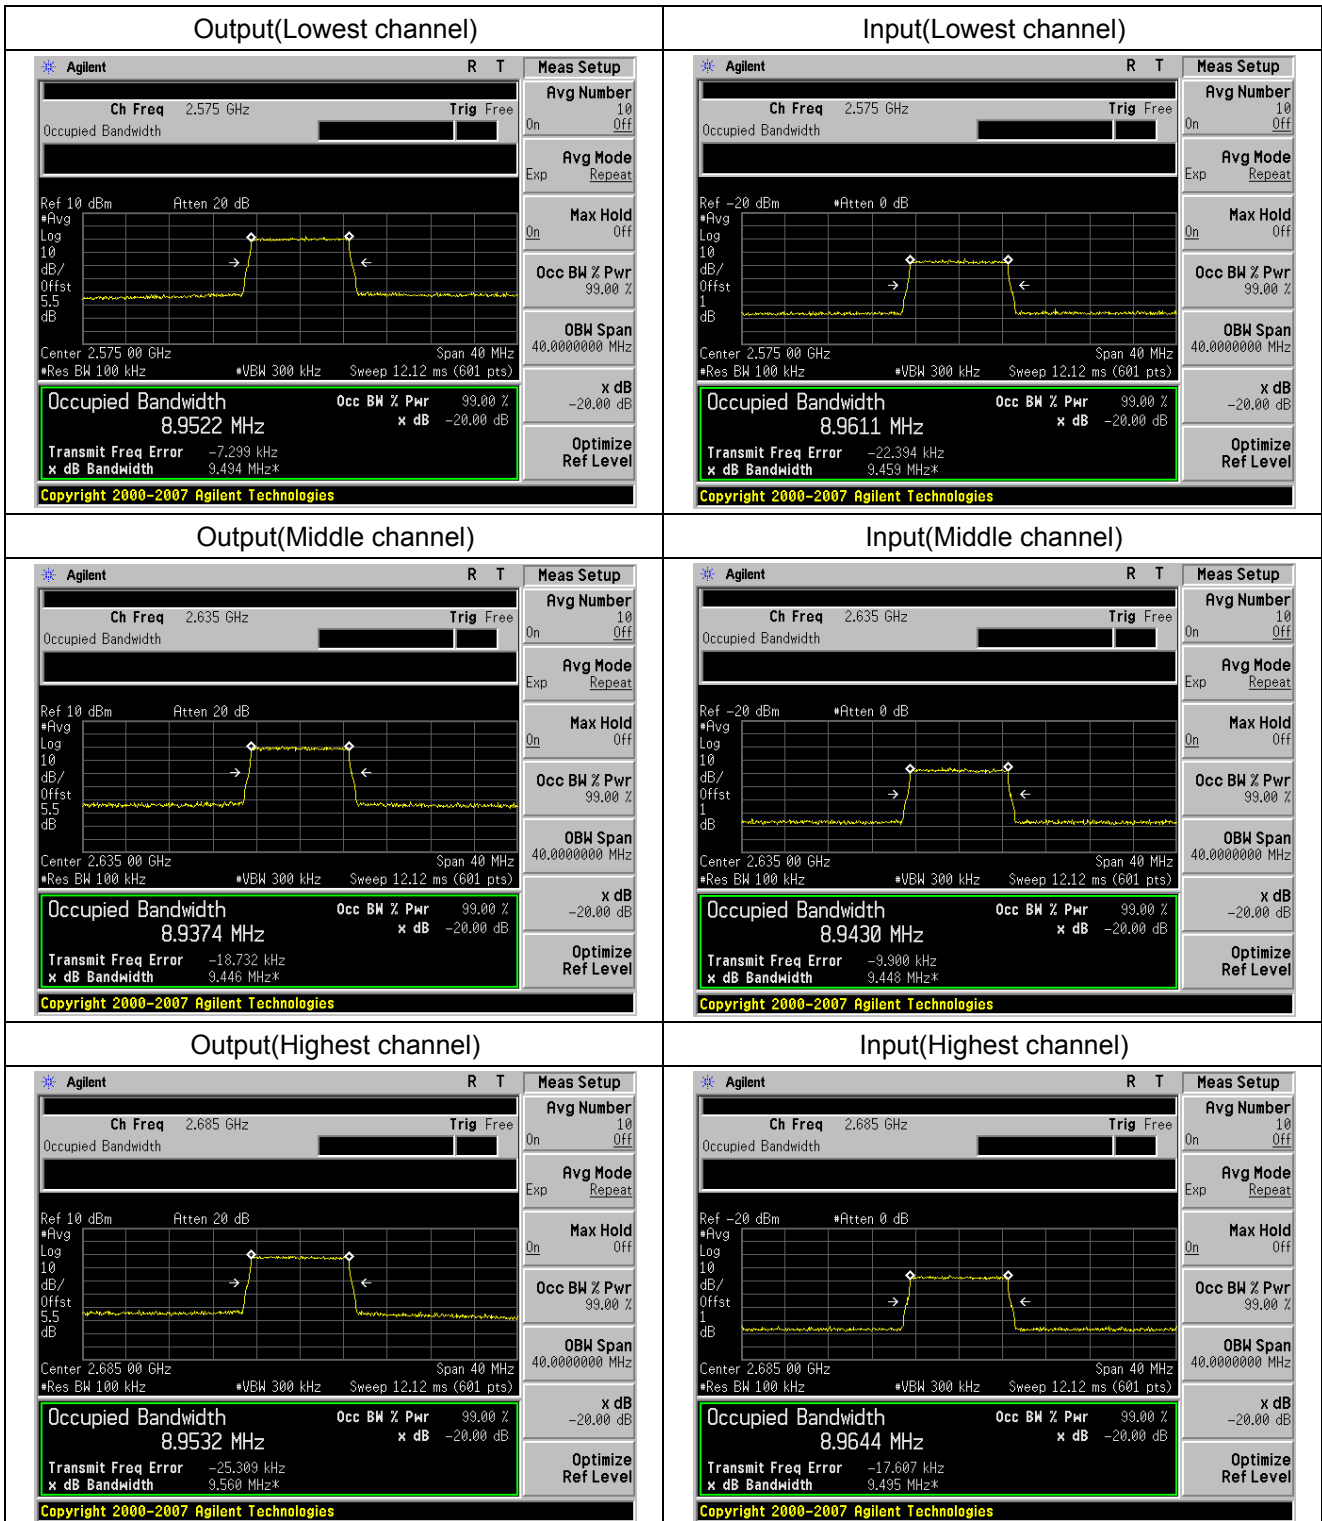 Output(Lowest channel)
Agilent R T Meas Setup
Ch Freq 2.575 GHz Trig Free
Occupied Bandwidth
Avg Number
10
On Off
Avg Mode
Exp Repeat
Ref 10 dBm Atten 20 dB
#Avg
Log
10
dB/
Offst
5.5
dB
Max Hold
On Off
Occ BW % Pwr
99.00 %
OBW Span
40.0000000 MHz
Center 2.575 00 GHz Span 40 MHz
#Res BW 100 kHz #VBW 300 kHz Sweep 12.12 ms (601 pts)
Occupied Bandwidth Occ BW % Pwr 99.00 %
8.9522 MHz x dB -20.00 dB
Transmit Freq Error -7.299 kHz
x dB Bandwidth 9.494 MHz*
x dB
-20.00 dB
Optimize
Ref Level
Copyright 2000-2007 Agilent Technologies
Input(Lowest channel)
Agilent R T Meas Setup
Ch Freq 2.575 GHz Trig Free
Occupied Bandwidth
Avg Number
10
On Off
Avg Mode
Exp Repeat
Ref -20 dBm #Atten 0 dB
#Avg
Log
10
dB/
Offst
1
dB
Max Hold
On Off
Occ BW % Pwr
99.00 %
OBW Span
40.0000000 MHz
Center 2.575 00 GHz Span 40 MHz
#Res BW 100 kHz #VBW 300 kHz Sweep 12.12 ms (601 pts)
Occupied Bandwidth Occ BW % Pwr 99.00 %
8.9611 MHz x dB -20.00 dB
Transmit Freq Error -22.394 kHz
x dB Bandwidth 9.459 MHz*
x dB
-20.00 dB
Optimize
Ref Level
Copyright 2000-2007 Agilent Technologies
Output(Middle channel)
Agilent R T Meas Setup
Ch Freq 2.635 GHz Trig Free
Occupied Bandwidth
Avg Number
10
On Off
Avg Mode
Exp Repeat
Ref 10 dBm Atten 20 dB
#Avg
Log
10
dB/
Offst
5.5
dB
Max Hold
On Off
Occ BW % Pwr
99.00 %
OBW Span
40.0000000 MHz
Center 2.635 00 GHz Span 40 MHz
#Res BW 100 kHz #VBW 300 kHz Sweep 12.12 ms (601 pts)
Occupied Bandwidth Occ BW % Pwr 99.00 %
8.9374 MHz x dB -20.00 dB
Transmit Freq Error -18.732 kHz
x dB Bandwidth 9.446 MHz*
x dB
-20.00 dB
Optimize
Ref Level
Copyright 2000-2007 Agilent Technologies
Input(Middle channel)
Agilent R T Meas Setup
Ch Freq 2.635 GHz Trig Free
Occupied Bandwidth
Avg Number
10
On Off
Avg Mode
Exp Repeat
Ref -20 dBm #Atten 0 dB
#Avg
Log
10
dB/
Offst
1
dB
Max Hold
On Off
Occ BW % Pwr
99.00 %
OBW Span
40.0000000 MHz
Center 2.635 00 GHz Span 40 MHz
#Res BW 100 kHz #VBW 300 kHz Sweep 12.12 ms (601 pts)
Occupied Bandwidth Occ BW % Pwr 99.00 %
8.9430 MHz x dB -20.00 dB
Transmit Freq Error -9.900 kHz
x dB Bandwidth 9.448 MHz*
x dB
-20.00 dB
Optimize
Ref Level
Copyright 2000-2007 Agilent Technologies
Output(Highest channel)
Agilent R T Meas Setup
Ch Freq 2.685 GHz Trig Free
Occupied Bandwidth
Avg Number
10
On Off
Avg Mode
Exp Repeat
Ref 10 dBm Atten 20 dB
#Avg
Log
10
dB/
Offst
5.5
dB
Max Hold
On Off
Occ BW % Pwr
99.00 %
OBW Span
40.0000000 MHz
Center 2.685 00 GHz Span 40 MHz
#Res BW 100 kHz #VBW 300 kHz Sweep 12.12 ms (601 pts)
Occupied Bandwidth Occ BW % Pwr 99.00 %
8.9532 MHz x dB -20.00 dB
Transmit Freq Error -25.309 kHz
x dB Bandwidth 9.560 MHz*
x dB
-20.00 dB
Optimize
Ref Level
Copyright 2000-2007 Agilent Technologies
Input(Highest channel)
Agilent R T Meas Setup
Ch Freq 2.685 GHz Trig Free
Occupied Bandwidth
Avg Number
10
On Off
Avg Mode
Exp Repeat
Ref -20 dBm #Atten 0 dB
#Avg
Log
10
dB/
Offst
1
dB
Max Hold
On Off
Occ BW % Pwr
99.00 %
OBW Span
40.0000000 MHz
Center 2.685 00 GHz Span 40 MHz
#Res BW 100 kHz #VBW 300 kHz Sweep 12.12 ms (601 pts)
Occupied Bandwidth Occ BW % Pwr 99.00 %
8.9644 MHz x dB -20.00 dB
Transmit Freq Error -17.607 kHz
x dB Bandwidth 9.495 MHz*
x dB
-20.00 dB
Optimize
Ref Level
Copyright 2000-2007 Agilent Technologies